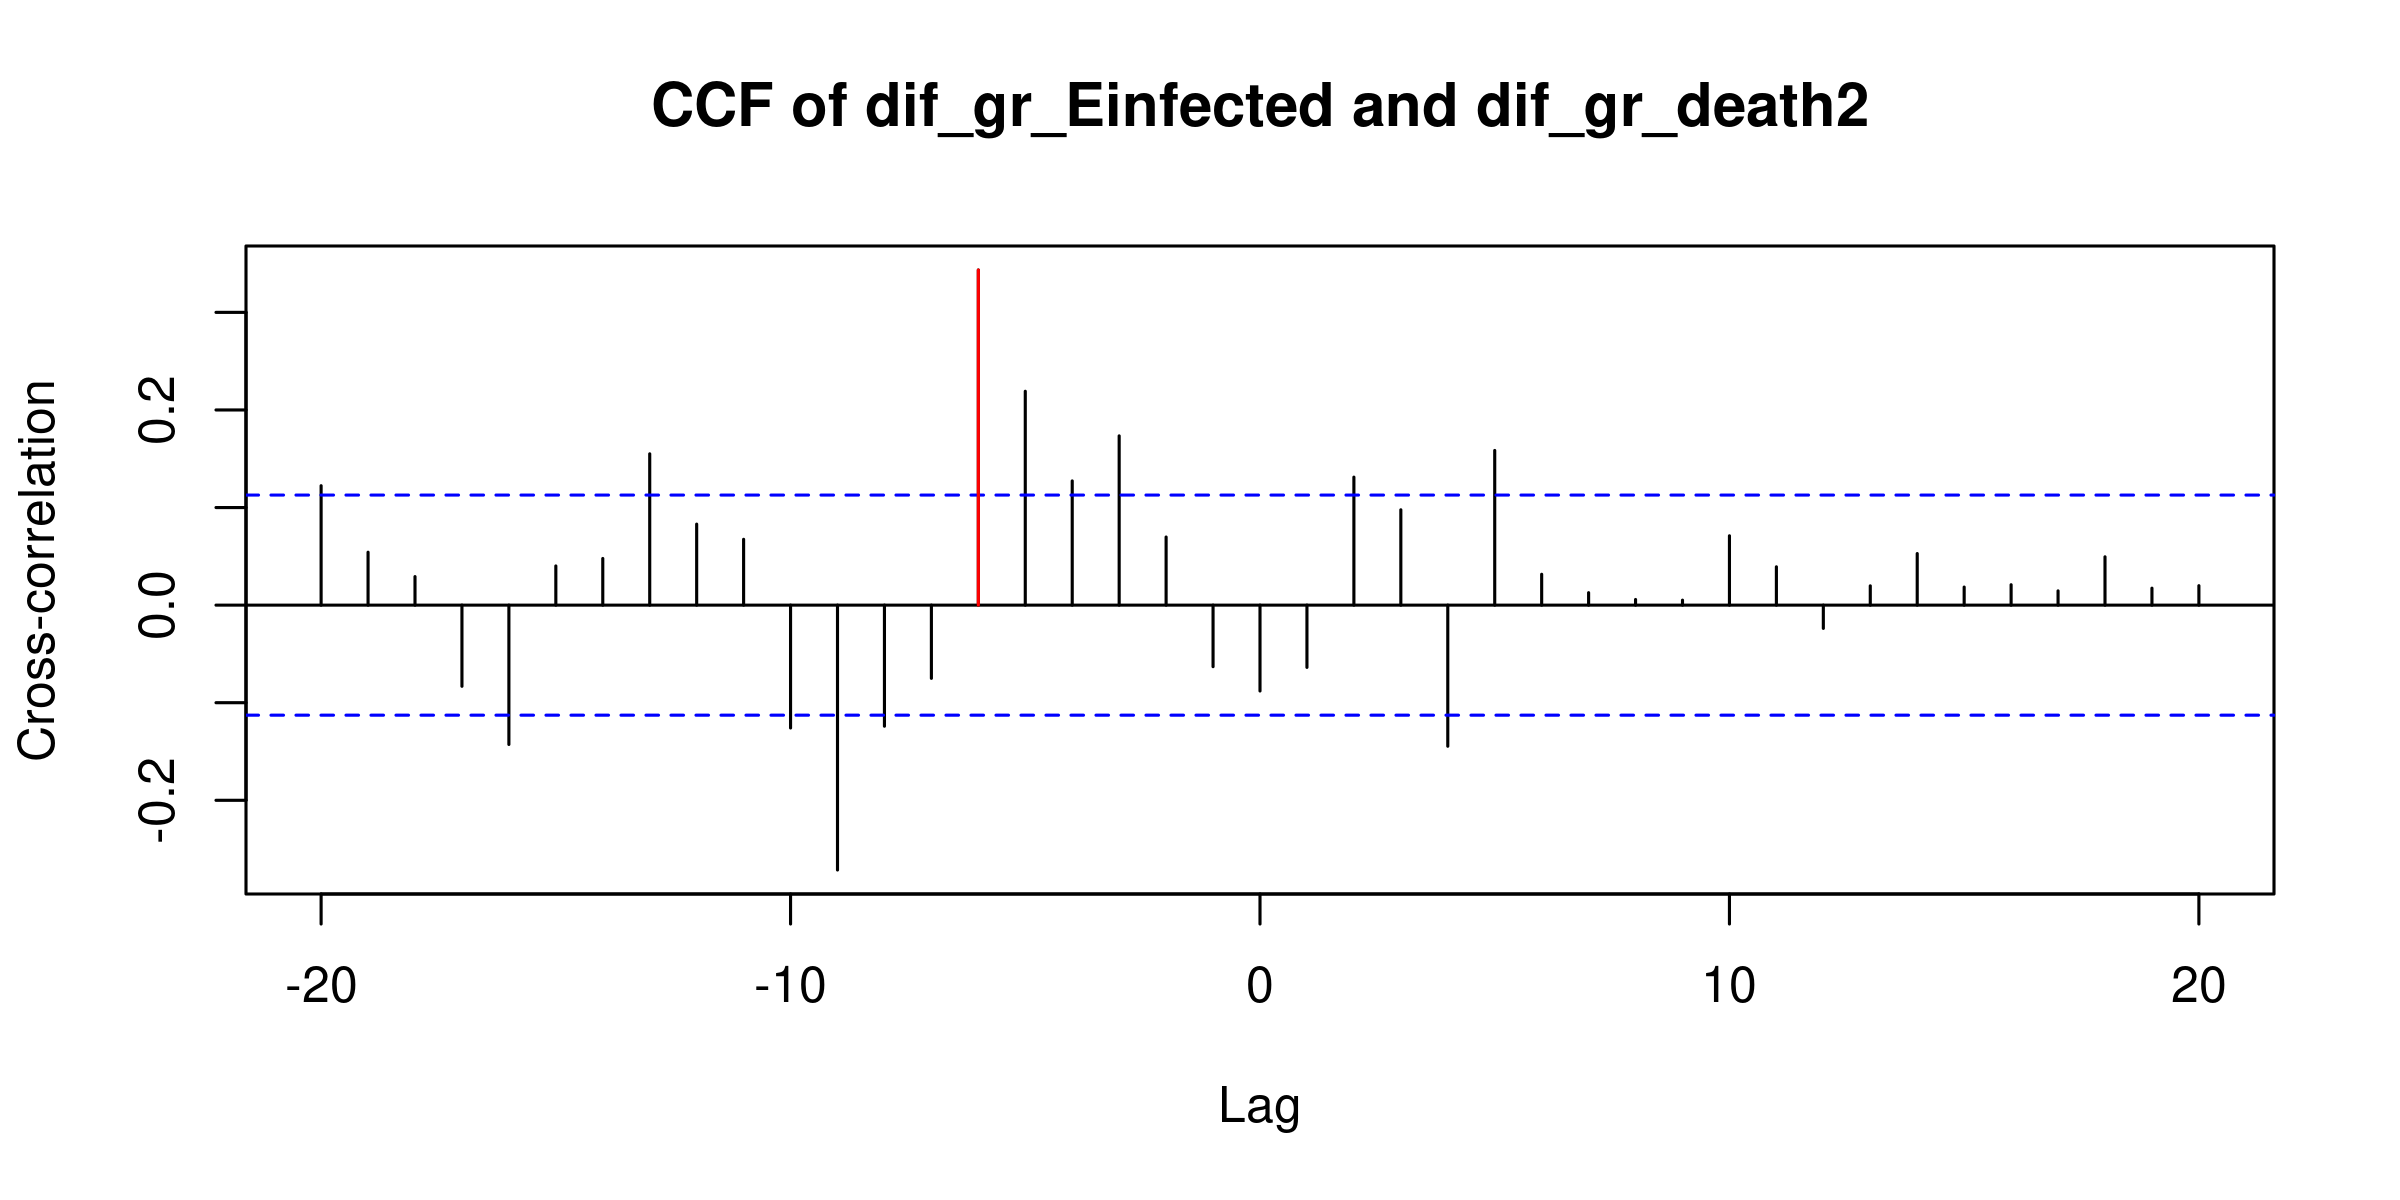 CCF of dif_gr_Einfected and dif_gr_death2
Cross-correlation
0.2
0.0
-0.2
-20 -10 0 10 20
Lag